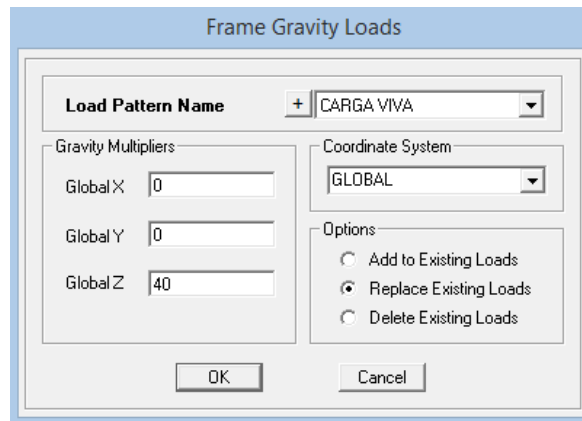 Frame Gravity Loads
Load Pattern Name + CARGA VIVA
Gravity Multipliers
Global X 0
Global Y 0
Global Z 40
Coordinate System
GLOBAL
Options
Add to Existing Loads
Replace Existing Loads
Delete Existing Loads
OK Cancel